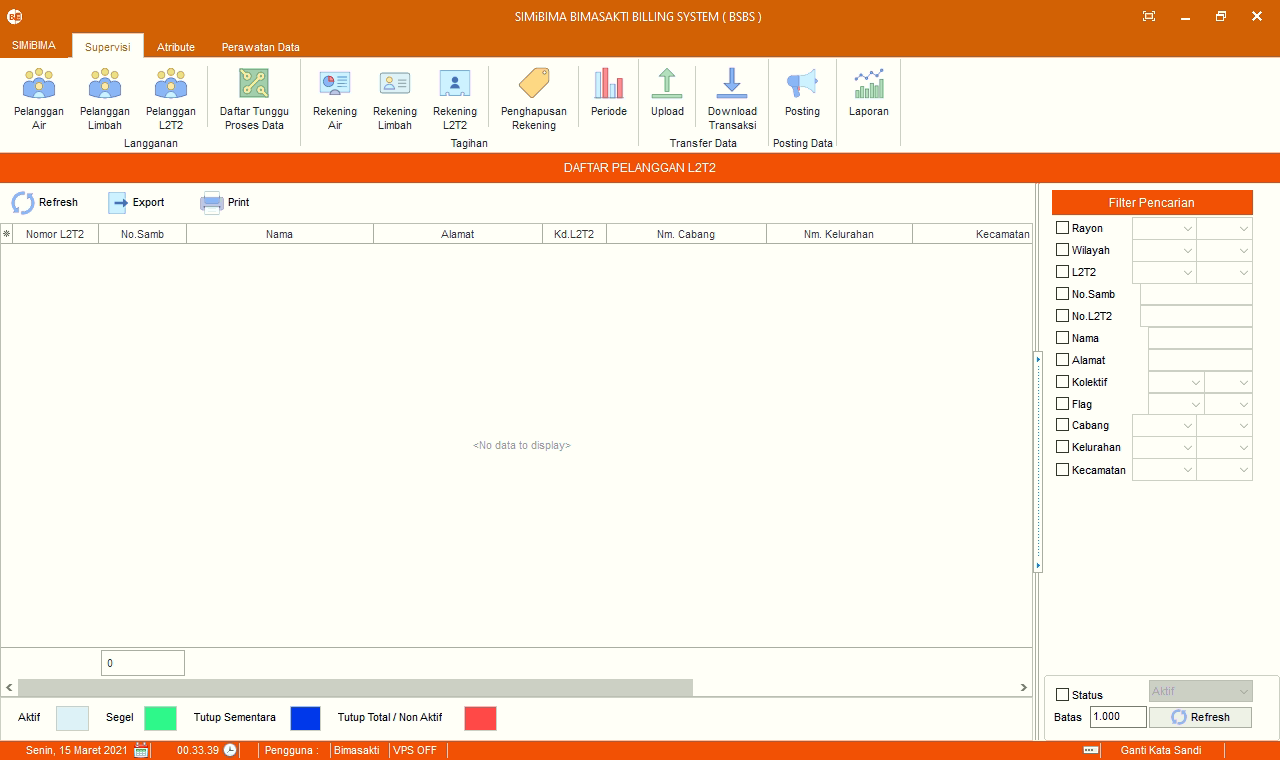 SIMiBIMA BIMASAKTI BILLING SYSTEM ( BSBS )
SIMiBIMA Supervisi Atribute Perawatan Data
Pelanggan Air
Pelanggan Limbah
Pelanggan L2T2
Daftar Tunggu Proses Data
Rekening Air
Rekening Limbah
Rekening L2T2
Penghapusan Rekening
Periode
Upload
Download Transaksi
Posting
Laporan
Langganan Tagihan Transfer Data Posting Data
DAFTAR PELANGGAN L2T2
Refresh Export Print
Nomor L2T2 No.Samb Nama Alamat Kd.L2T2 Nm. Cabang Nm. Kelurahan Kecamatan
<No data to display>
0
Filter Pencarian
Rayon
Wilayah
L2T2
No.Samb
No.L2T2
Nama
Alamat
Kolektif
Flag
Cabang
Kelurahan
Kecamatan
Status Aktif
Batas 1.000 Refresh
Aktif Segel Tutup Sementara Tutup Total / Non Aktif
Senin, 15 Maret 2021 00.33.39 Pengguna : Bimasakti VPS OFF Ganti Kata Sandi